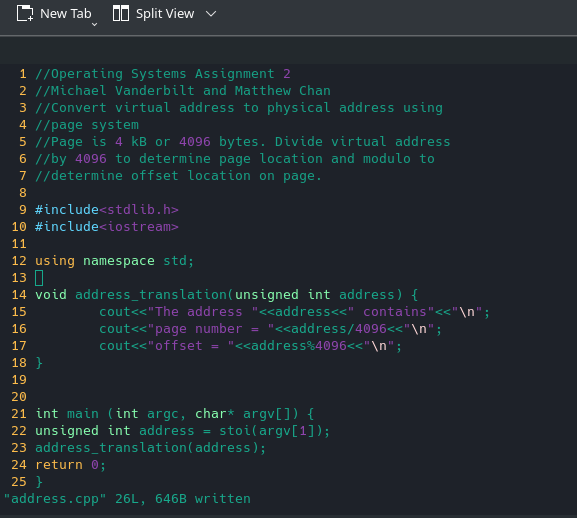 New Tab Split View
1 //Operating Systems Assignment 2
2 //Michael Vanderbilt and Matthew Chan
3 //Convert virtual address to physical address using
4 //page system
5 //Page is 4 kB or 4096 bytes. Divide virtual address
6 //by 4096 to determine page location and modulo to
7 //determine offset location on page.
8
9 #include<stdlib.h>
10 #include<iostream>
11
12 using namespace std;
13
14 void address_translation(unsigned int address) {
15         cout<<"The address "<<address<<" contains"<<"\n";
16         cout<<"page number = "<<address/4096<<"\n";
17         cout<<"offset = "<<address%4096<<"\n";
18 }
19
20
21 int main (int argc, char* argv[]) {
22 unsigned int address = stoi(argv[1]);
23 address_translation(address);
24 return 0;
25 }
"address.cpp" 26L, 646B written